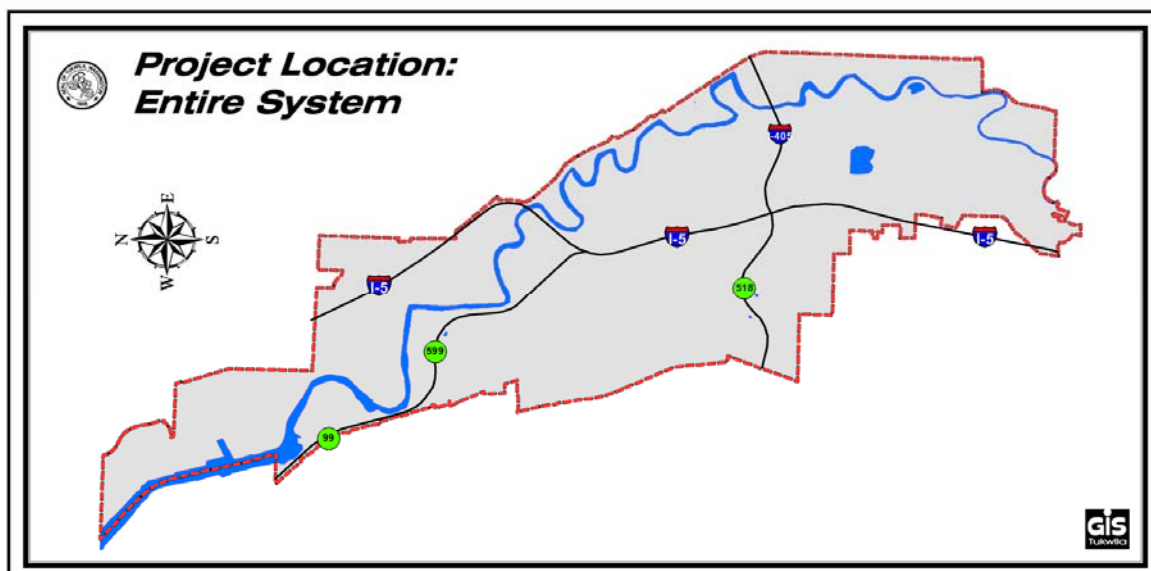 Project Location:
Entire System
E
N
S
W
I-405
I-5
I-5
I-5
518
599
99
GIS
Tukwila